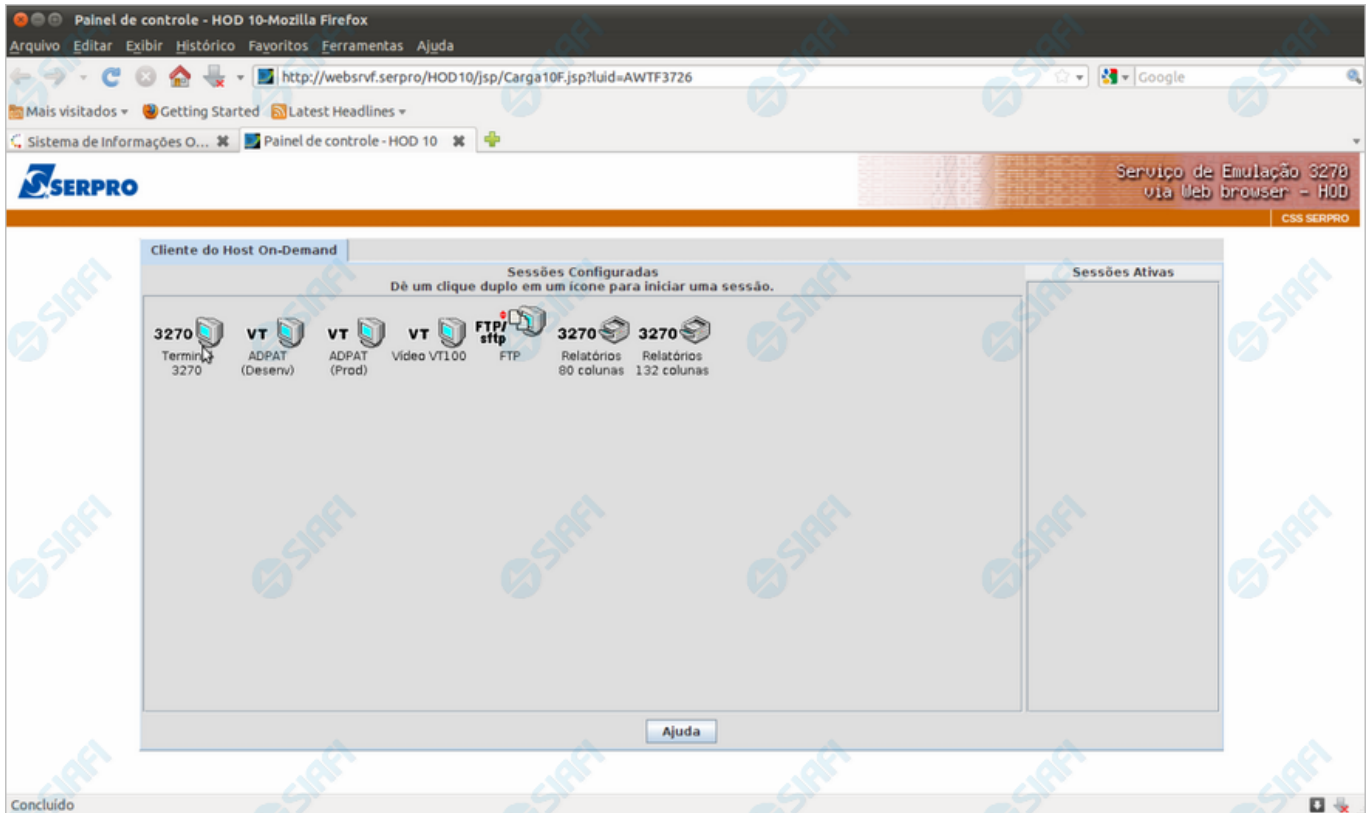 Painel de controle - HOD 10-Mozilla Firefox
Arquivo Editar Exibir Histórico Favoritos Ferramentas Ajuda
http://websrvf.serpro/HOD10/jsp/Carga10F.jsp?luid=AWTF3726 Google
Mais visitados Getting Started Latest Headlines
Sistema de Informações O... Painel de controle - HOD 10
SERPRO
Serviço de Emulação 3270
via Web browser - HOD
CSS SERPRO
Cliente do Host On-Demand
Sessões Configuradas
Dê um clique duplo em um ícone para iniciar uma sessão.
Sessões Ativas
3270 VT VT VT FTP/ sftp 3270 3270
Terminal 3270
ADPAT (Desenv)
ADPAT (Prod)
Vídeo VT100
FTP
Relatórios 80 colunas
Relatórios 132 colunas
Ajuda
Concluído
SIAFI